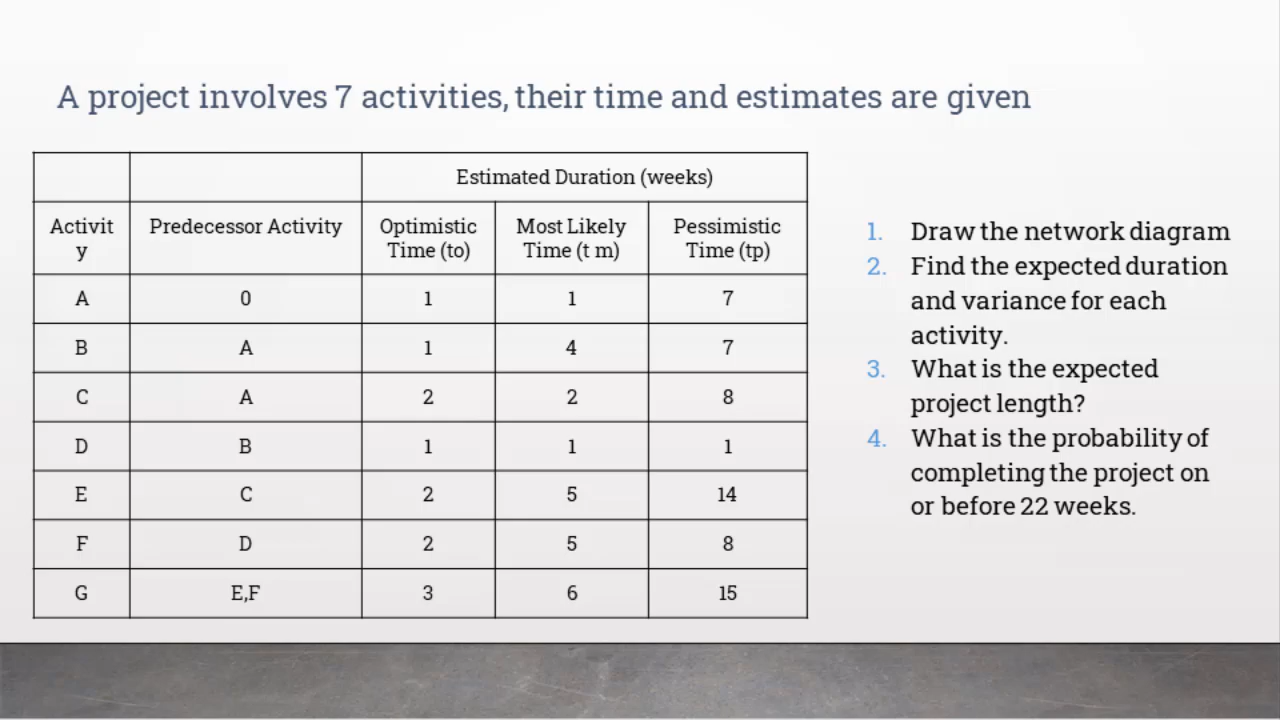 A project involves 7 activities, their time and estimates are given
Estimated Duration (weeks)
Activit
y
Predecessor Activity
Optimistic
Time (to)
Most Likely
Time (t m)
Pessimistic
Time (tp)
A 0 1 1 7
B A 1 4 7
C A 2 2 8
D B 1 1 1
E C 2 5 14
F D 2 5 8
G E,F 3 6 15
1. Draw the network diagram
2. Find the expected duration
and variance for each
activity.
3. What is the expected
project length?
4. What is the probability of
completing the project on
or before 22 weeks.